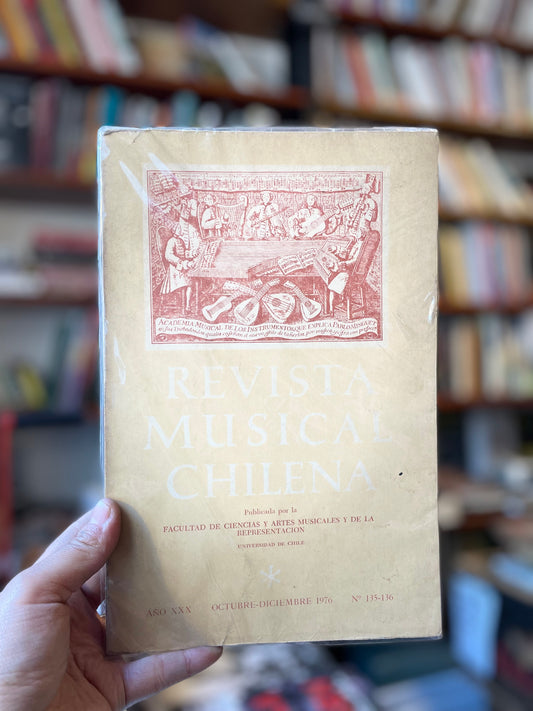 ACADEMIA MUSICAL DE LOS INSTRUMENTOS QUE EXPLICA PABLO MINGUET
REVISTA
MUSICAL
CHILENA
Publicada por la
FACULTAD DE CIENCIAS Y ARTES MUSICALES Y DE LA
REPRESENTACION
UNIVERSIDAD DE CHILE
*
AÑO XXX OCTUBRE-DICIEMBRE 1976 Nº 135-136